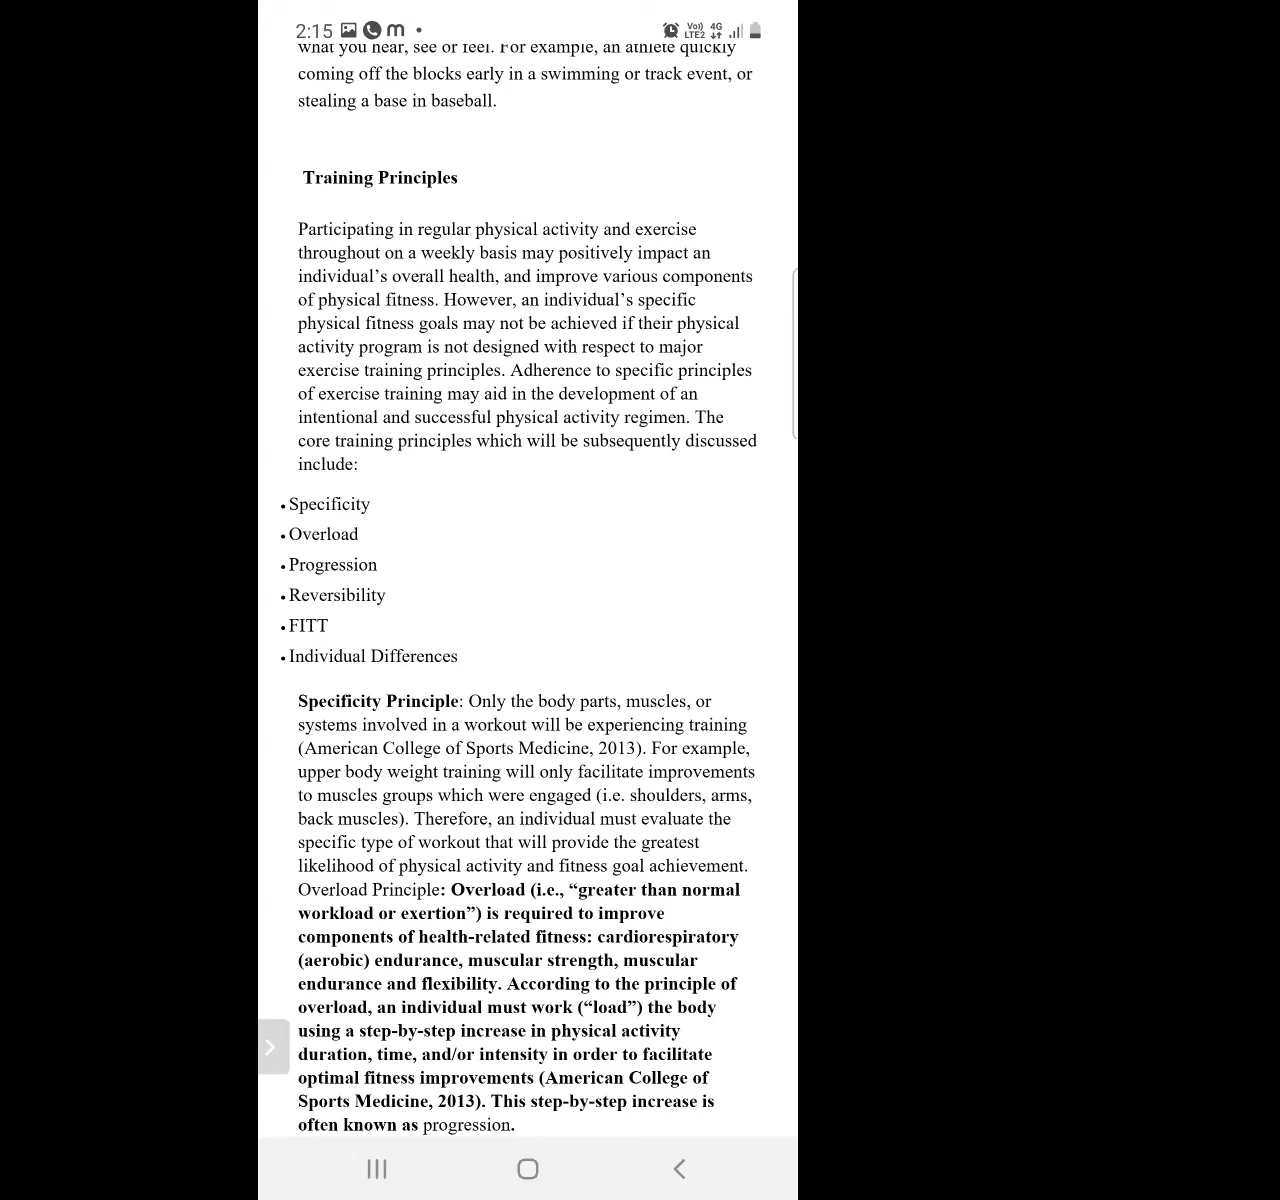 2:15
Vo)) 4G
LTE2
what you hear, see or feel. For example, an athlete quickly
coming off the blocks early in a swimming or track event, or
stealing a base in baseball.
Training Principles
Participating in regular physical activity and exercise
throughout on a weekly basis may positively impact an
individual’s overall health, and improve various components
of physical fitness. However, an individual’s specific
physical fitness goals may not be achieved if their physical
activity program is not designed with respect to major
exercise training principles. Adherence to specific principles
of exercise training may aid in the development of an
intentional and successful physical activity regimen. The
core training principles which will be subsequently discussed
include:
• Specificity
• Overload
• Progression
• Reversibility
• FITT
• Individual Differences
Specificity Principle: Only the body parts, muscles, or
systems involved in a workout will be experiencing training
(American College of Sports Medicine, 2013). For example,
upper body weight training will only facilitate improvements
to muscles groups which were engaged (i.e. shoulders, arms,
back muscles). Therefore, an individual must evaluate the
specific type of workout that will provide the greatest
likelihood of physical activity and fitness goal achievement.
Overload Principle: Overload (i.e., “greater than normal
workload or exertion”) is required to improve
components of health-related fitness: cardiorespiratory
(aerobic) endurance, muscular strength, muscular
endurance and flexibility. According to the principle of
overload, an individual must work (“load”) the body
using a step-by-step increase in physical activity
duration, time, and/or intensity in order to facilitate
optimal fitness improvements (American College of
Sports Medicine, 2013). This step-by-step increase is
often known as progression.